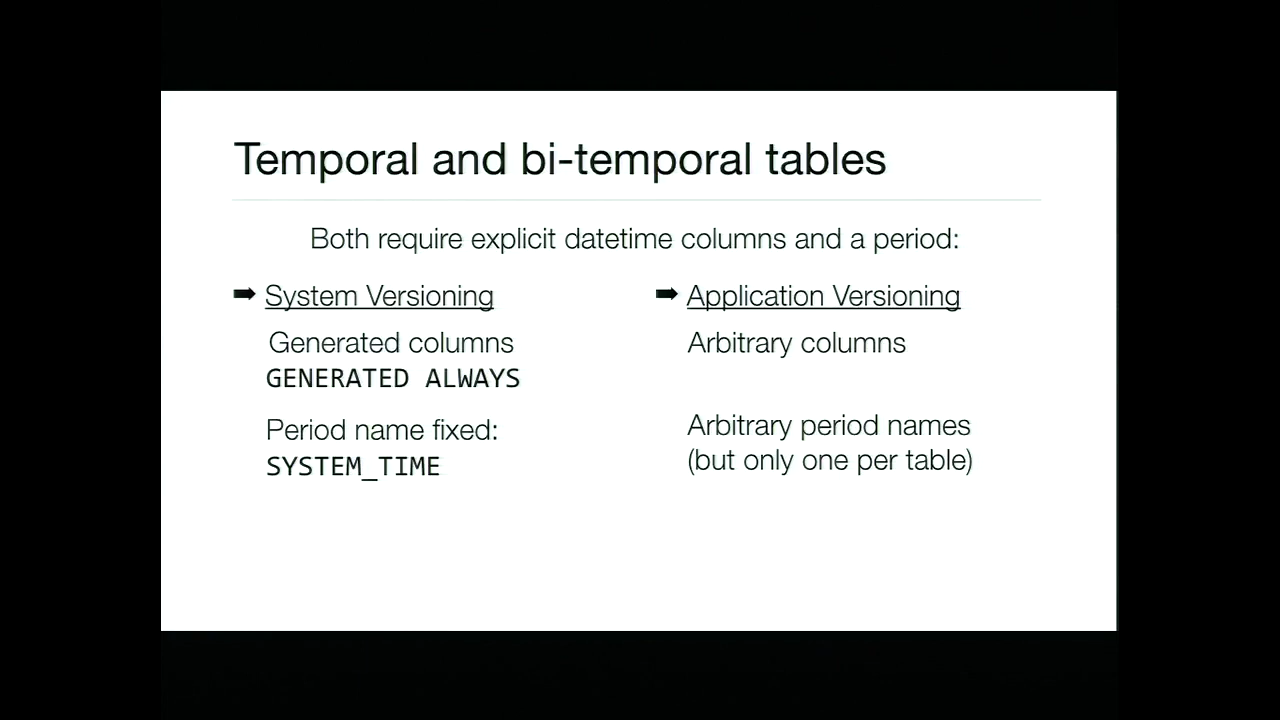 Temporal and bi-temporal tables
Both require explicit datetime columns and a period:
➡ System Versioning
Generated columns
GENERATED ALWAYS
Period name fixed:
SYSTEM_TIME
➡ Application Versioning
Arbitrary columns
Arbitrary period names
(but only one per table)